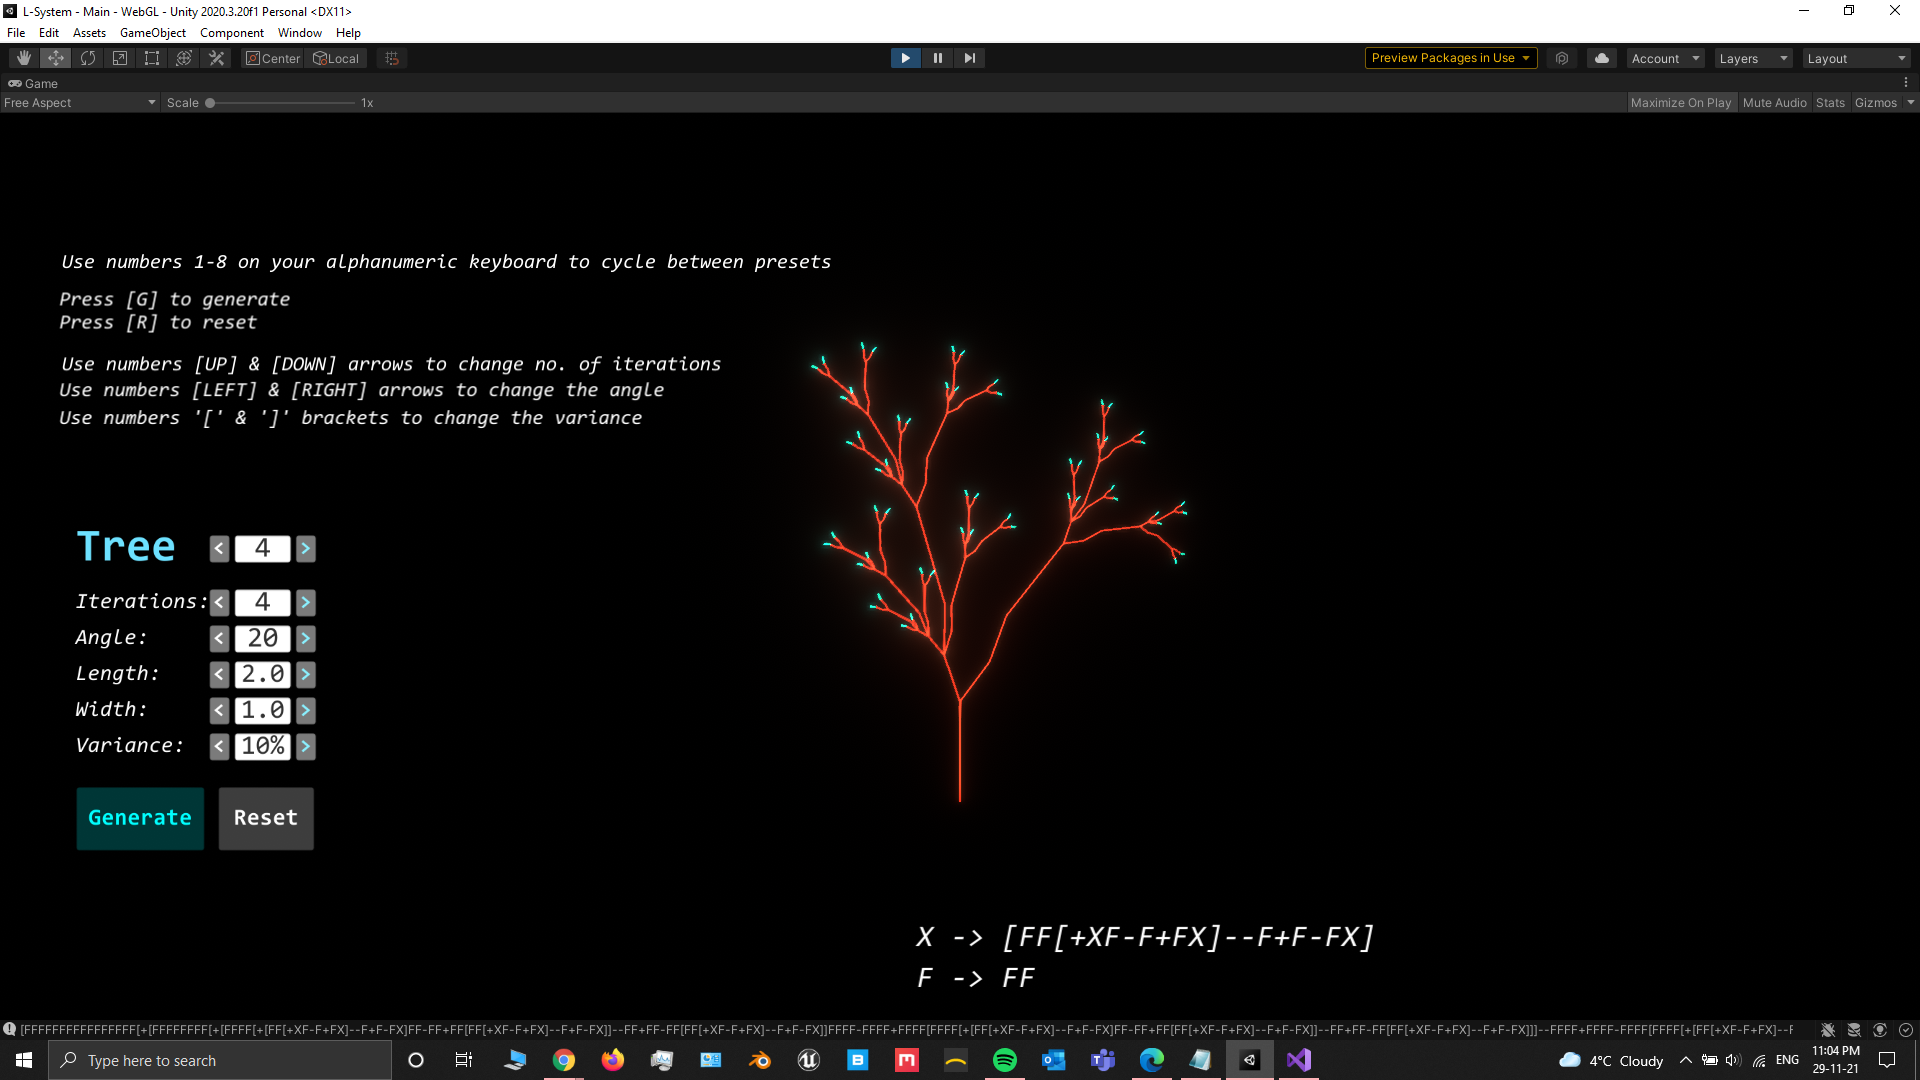 L-System - Main - WebGL - Unity 2020.3.20f1 Personal <DX11>
File Edit Assets GameObject Component Window Help
Center Local Preview Packages in Use Account Layers Layout
Game
Free Aspect Scale 1x Maximize On Play Mute Audio Stats Gizmos
Use numbers 1-8 on your alphanumeric keyboard to cycle between presets
Press [G] to generate
Press [R] to reset
Use numbers [UP] & [DOWN] arrows to change no. of iterations
Use numbers [LEFT] & [RIGHT] arrows to change the angle
Use numbers '[' & ']' brackets to change the variance
Tree < 4 >
Iterations: < 4 >
Angle: < 20 >
Length: < 2.0 >
Width: < 1.0 >
Variance: < 10% >
Generate Reset
X -> [FF[+XF-F+FX]--F+F-FX]
F -> FF
[FFFFFFFFFFFFFFFF[+[FFFFFFFF[+[FFFF[+[FF[+XF-F+FX]--F+F-FX]FF-FF+FF[FF[+XF-F+FX]--F+F-FX]]--FF+FF-FF[FF[+XF-F+FX]--F+F-FX]]FFFF-FFFF+FFFF[FFFF[+[FF[+XF-F+FX]--F+F-FX]FF-FF+FF[FF[+XF-F+FX]--F+F-FX]]--FF+FF-FF[FF[+XF-F+FX]--F+F-FX]]]--FFFF+FFFF-FFFF[FFFF[+[FF[+XF-F+FX]--F
Type here to search 4°C Cloudy ENG 11:04 PM
29-11-21